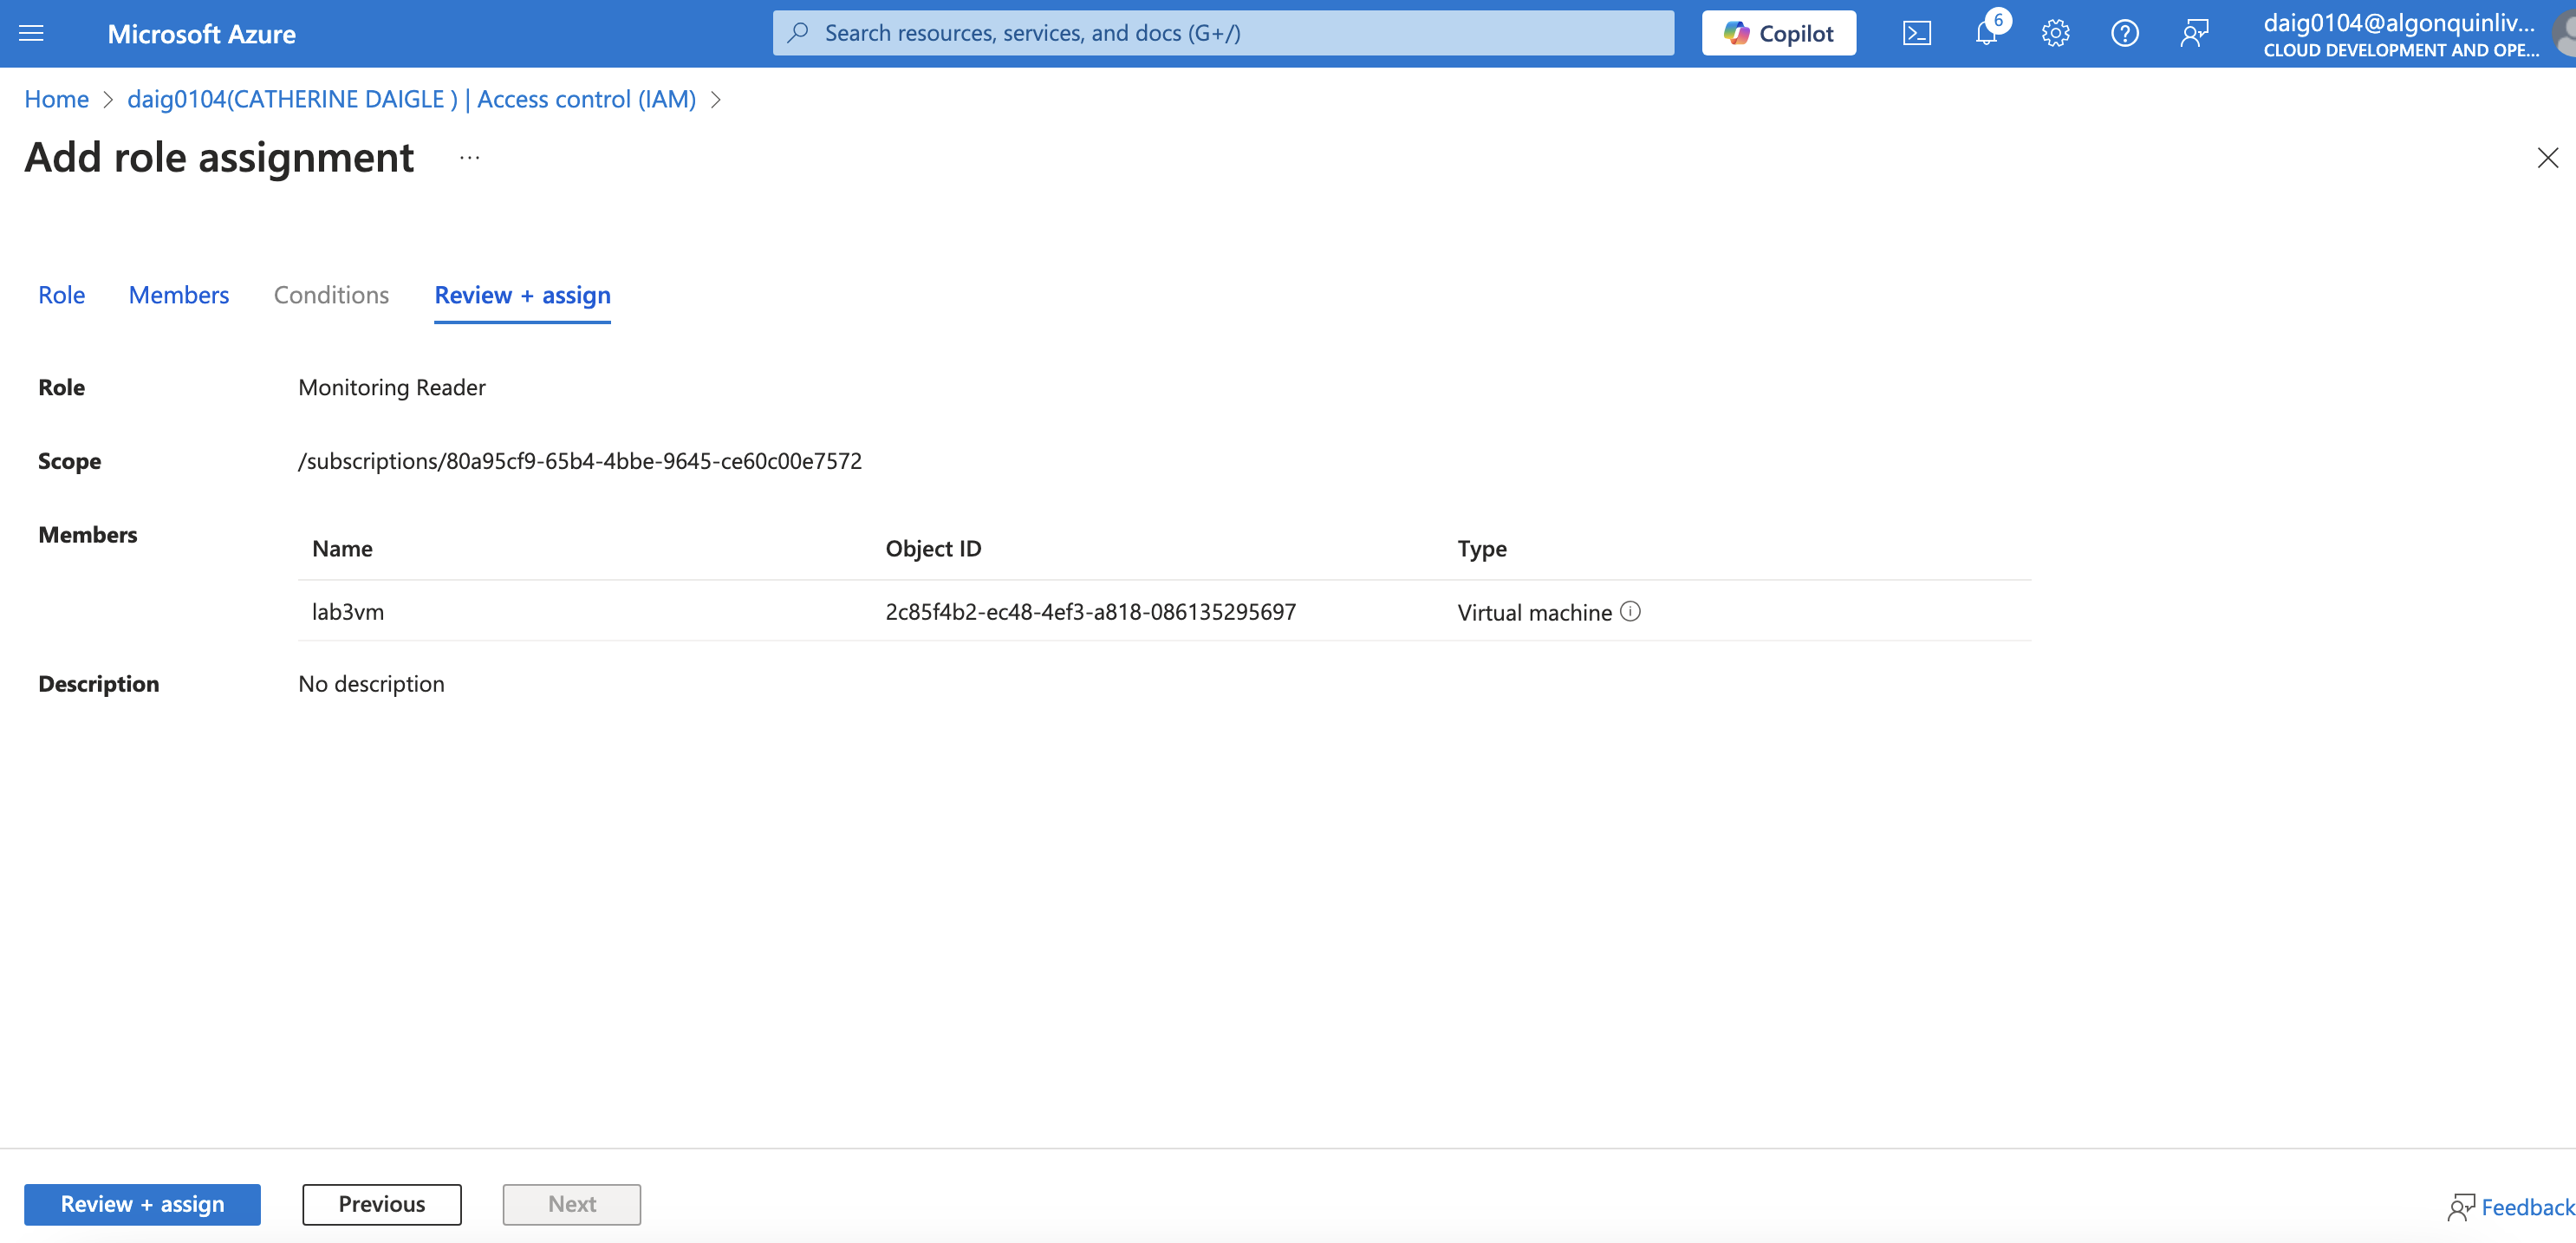 Microsoft Azure
Search resources, services, and docs (G+/)
Copilot
6
daig0104@algonquinliv...
CLOUD DEVELOPMENT AND OPE...
Home > daig0104(CATHERINE DAIGLE ) | Access control (IAM) >
Add role assignment ...
Role Members Conditions Review + assign
Role Monitoring Reader
Scope /subscriptions/80a95cf9-65b4-4bbe-9645-ce60c00e7572
Members
Name Object ID Type
lab3vm 2c85f4b2-ec48-4ef3-a818-086135295697 Virtual machine
Description No description
Review + assign Previous Next Feedback